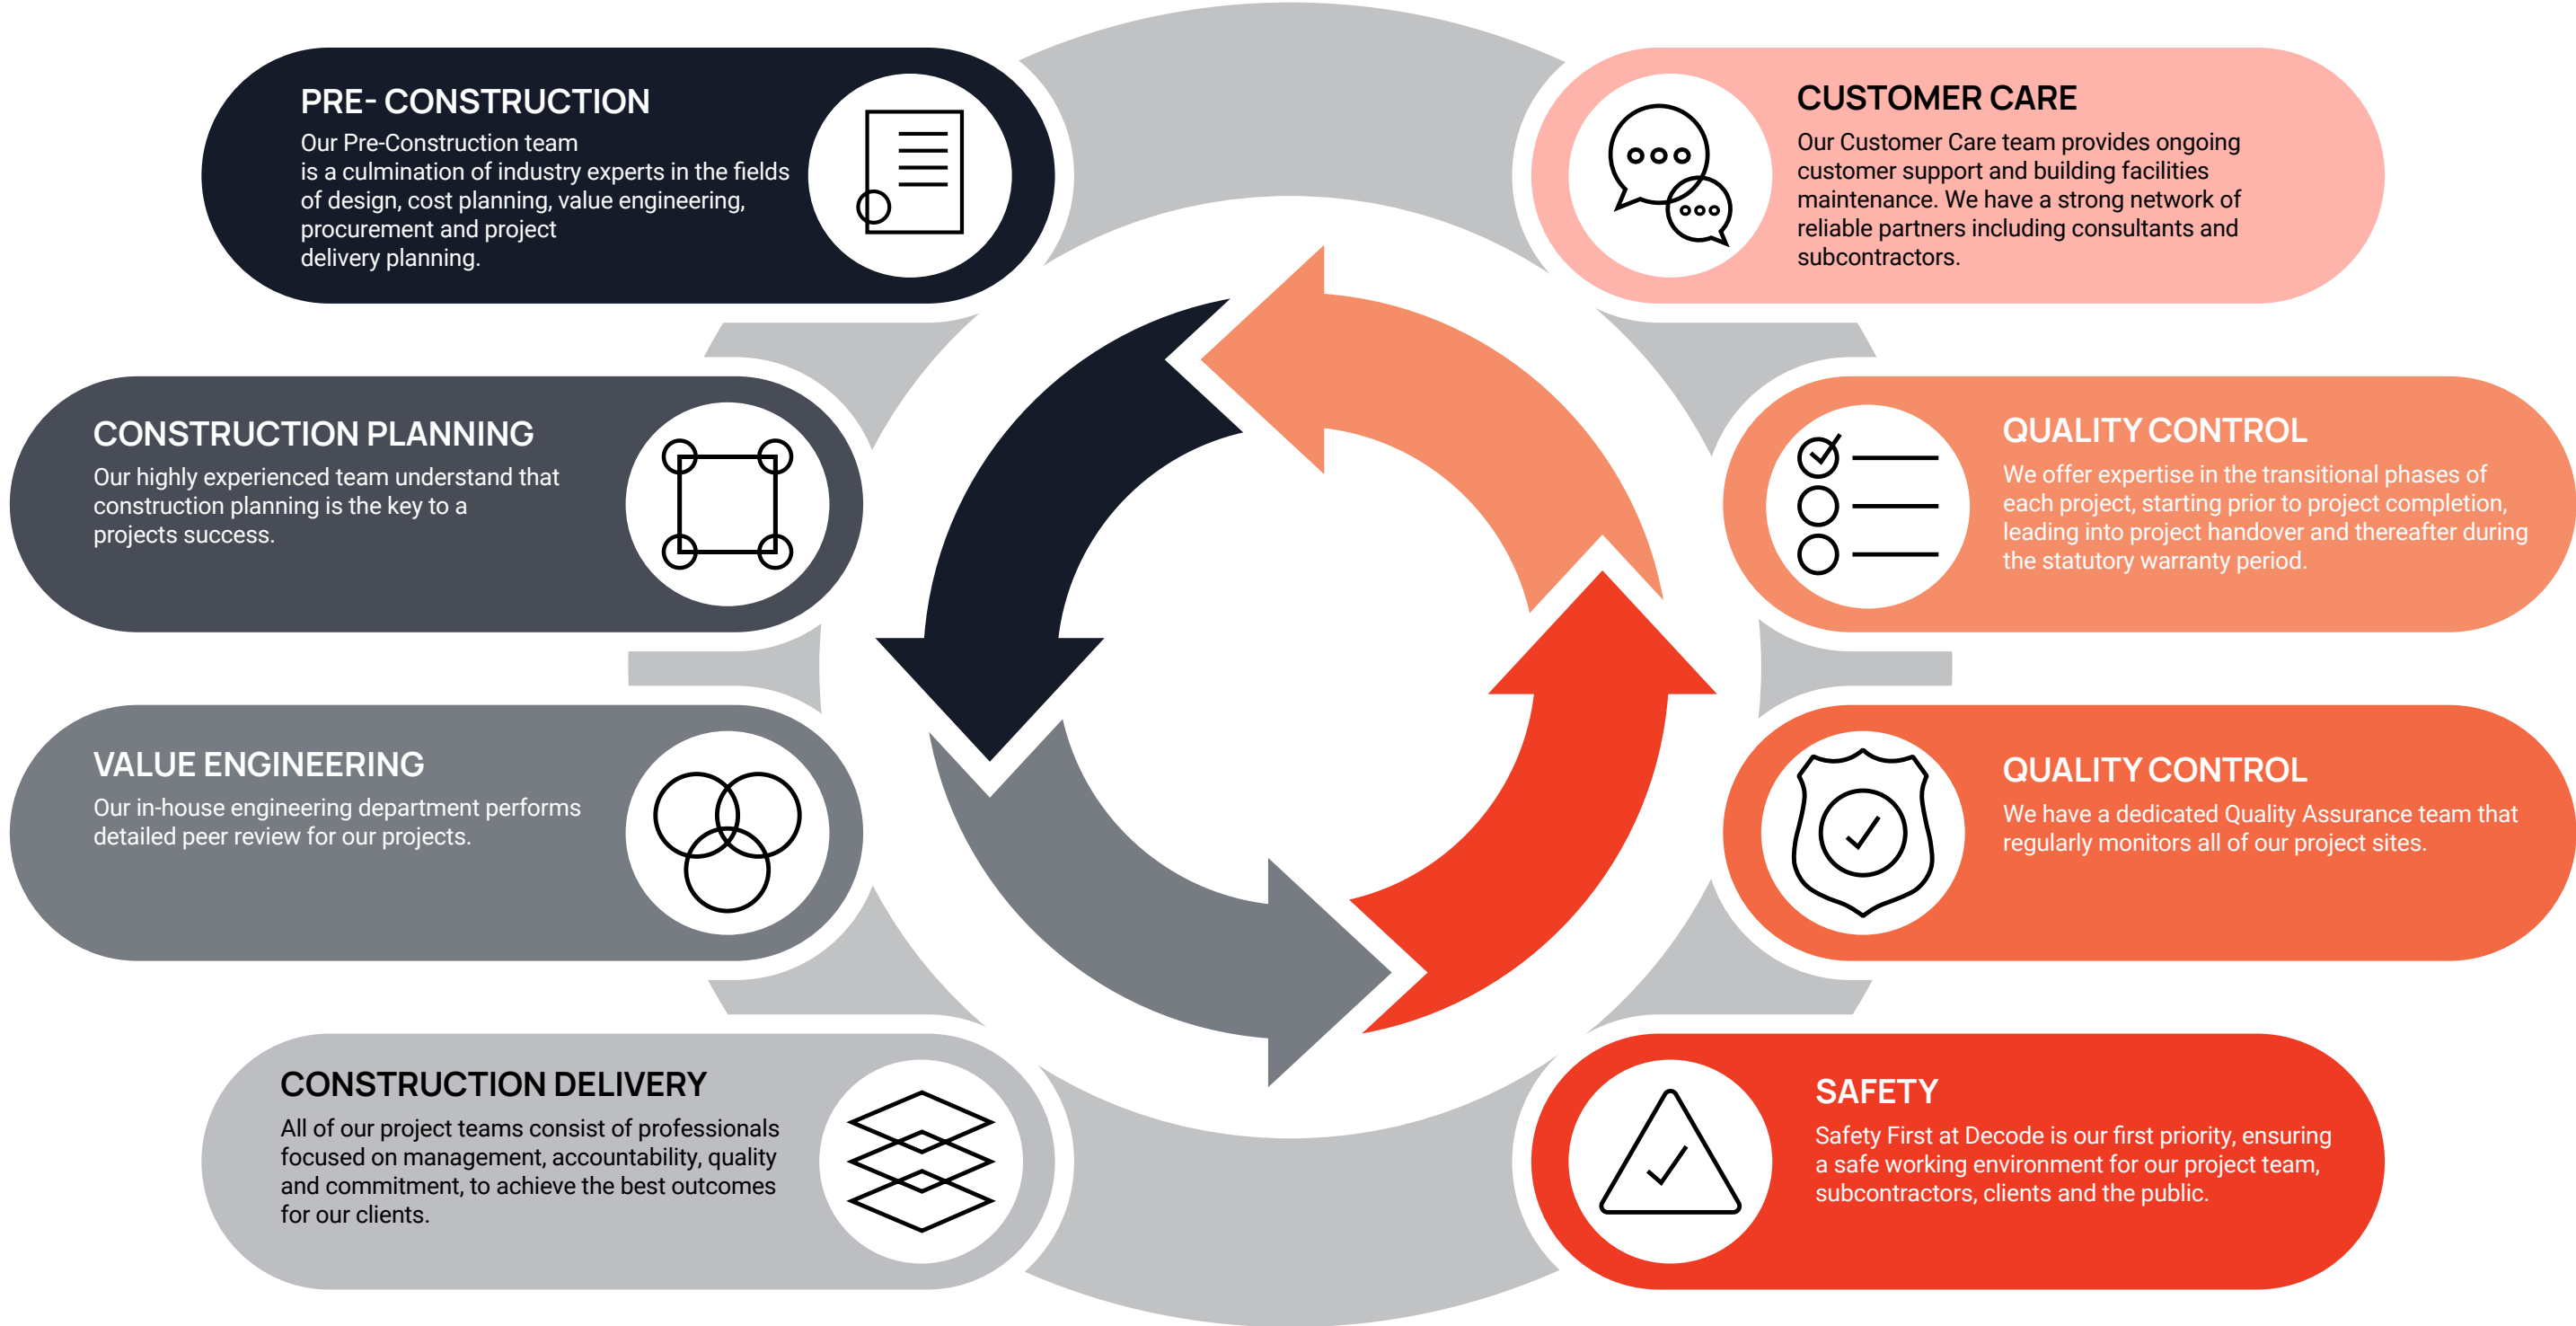 PRE- CONSTRUCTION
Our Pre-Construction team
is a culmination of industry experts in the fields
of design, cost planning, value engineering,
procurement and project
delivery planning.
CONSTRUCTION PLANNING
Our highly experienced team understand that
construction planning is the key to a
projects success.
VALUE ENGINEERING
Our in-house engineering department performs
detailed peer review for our projects.
CONSTRUCTION DELIVERY
All of our project teams consist of professionals
focused on management, accountability, quality
and commitment, to achieve the best outcomes
for our clients.
CUSTOMER CARE
Our Customer Care team provides ongoing
customer support and building facilities
maintenance. We have a strong network of
reliable partners including consultants and
subcontractors.
QUALITY CONTROL
We offer expertise in the transitional phases of
each project, starting prior to project completion,
leading into project handover and thereafter during
the statutory warranty period.
QUALITY CONTROL
We have a dedicated Quality Assurance team that
regularly monitors all of our project sites.
SAFETY
Safety First at Decode is our first priority, ensuring
a safe working environment for our project team,
subcontractors, clients and the public.